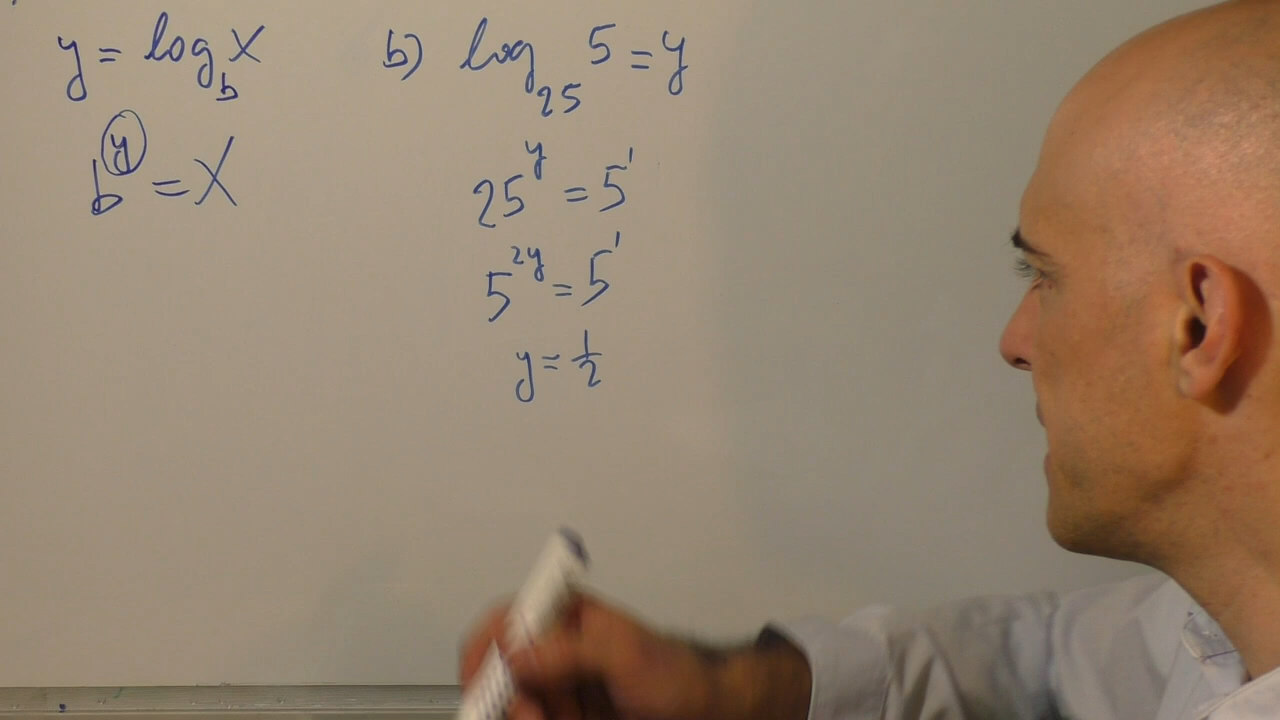 y = log_b x
b^y = x
b) log_25 5 = y
25^y = 5^1
5^2y = 5^1
y = 1/2